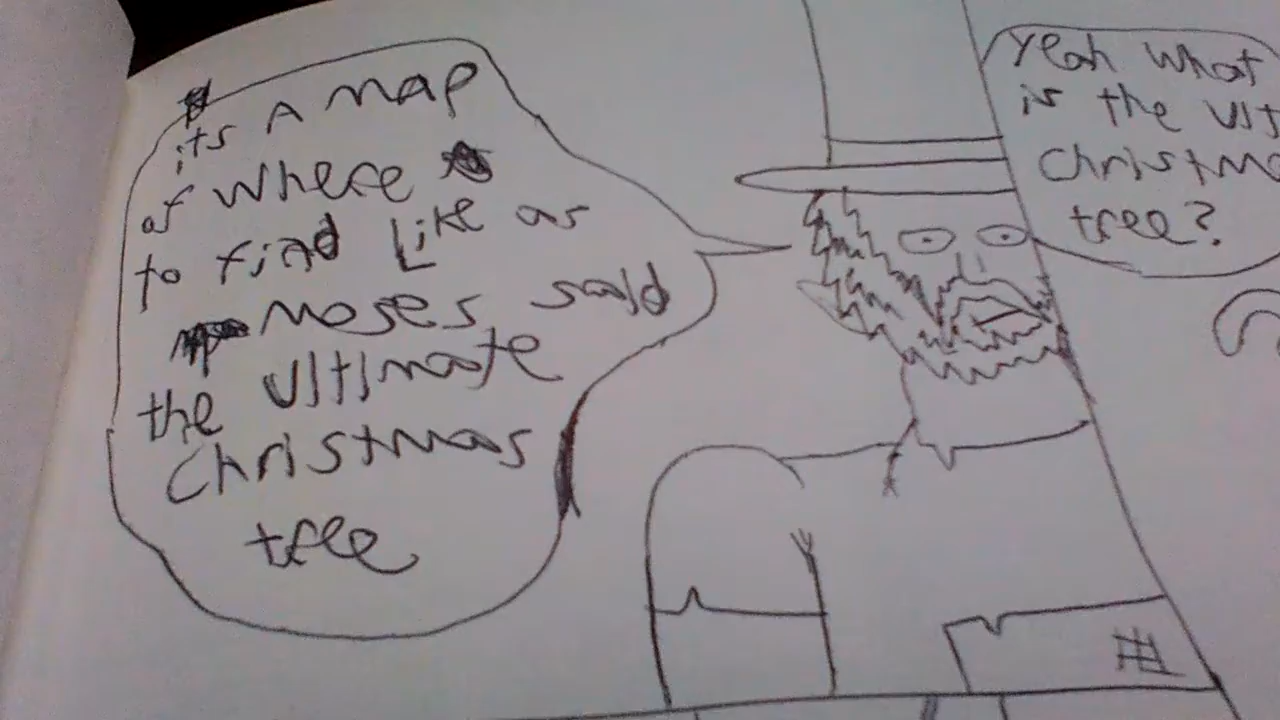 its A map
of where
to find Like as
moses said
the ultimate
christmas
tree
yeah what
is the ult
christma
tree?